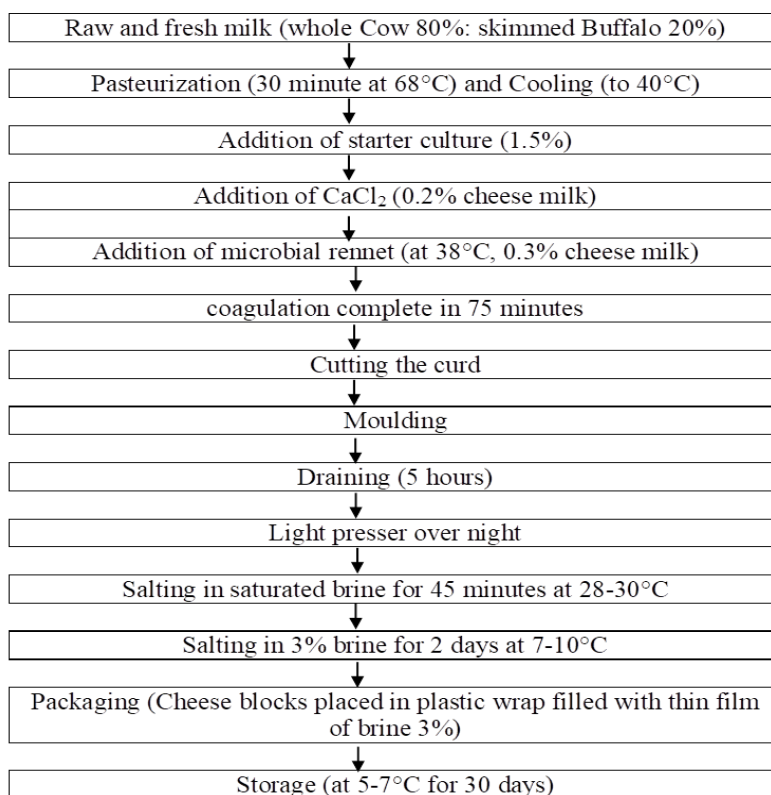 Raw and fresh milk (whole Cow 80%: skimmed Buffalo 20%)
Pasteurization (30 minute at 68°C) and Cooling (to 40°C)
Addition of starter culture (1.5%)
Addition of CaCl₂ (0.2% cheese milk)
Addition of microbial rennet (at 38°C, 0.3% cheese milk)
coagulation complete in 75 minutes
Cutting the curd
Moulding
Draining (5 hours)
Light presser over night
Salting in saturated brine for 45 minutes at 28-30°C
Salting in 3% brine for 2 days at 7-10°C
Packaging (Cheese blocks placed in plastic wrap filled with thin film
of brine 3%)
Storage (at 5-7°C for 30 days)